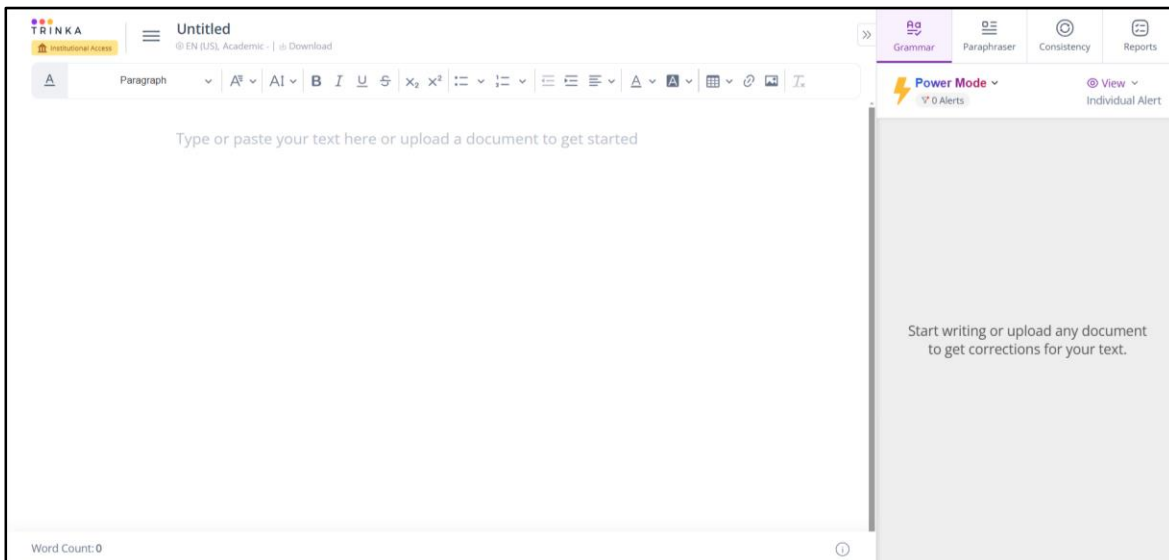 TRINKA
Institutional Access
Untitled
EN (US), Academic - | Download
Grammar
Paraphraser
Consistency
Reports
Paragraph
Power Mode
0 Alerts
View
Individual Alert
Type or paste your text here or upload a document to get started
Start writing or upload any document
to get corrections for your text.
Word Count: 0